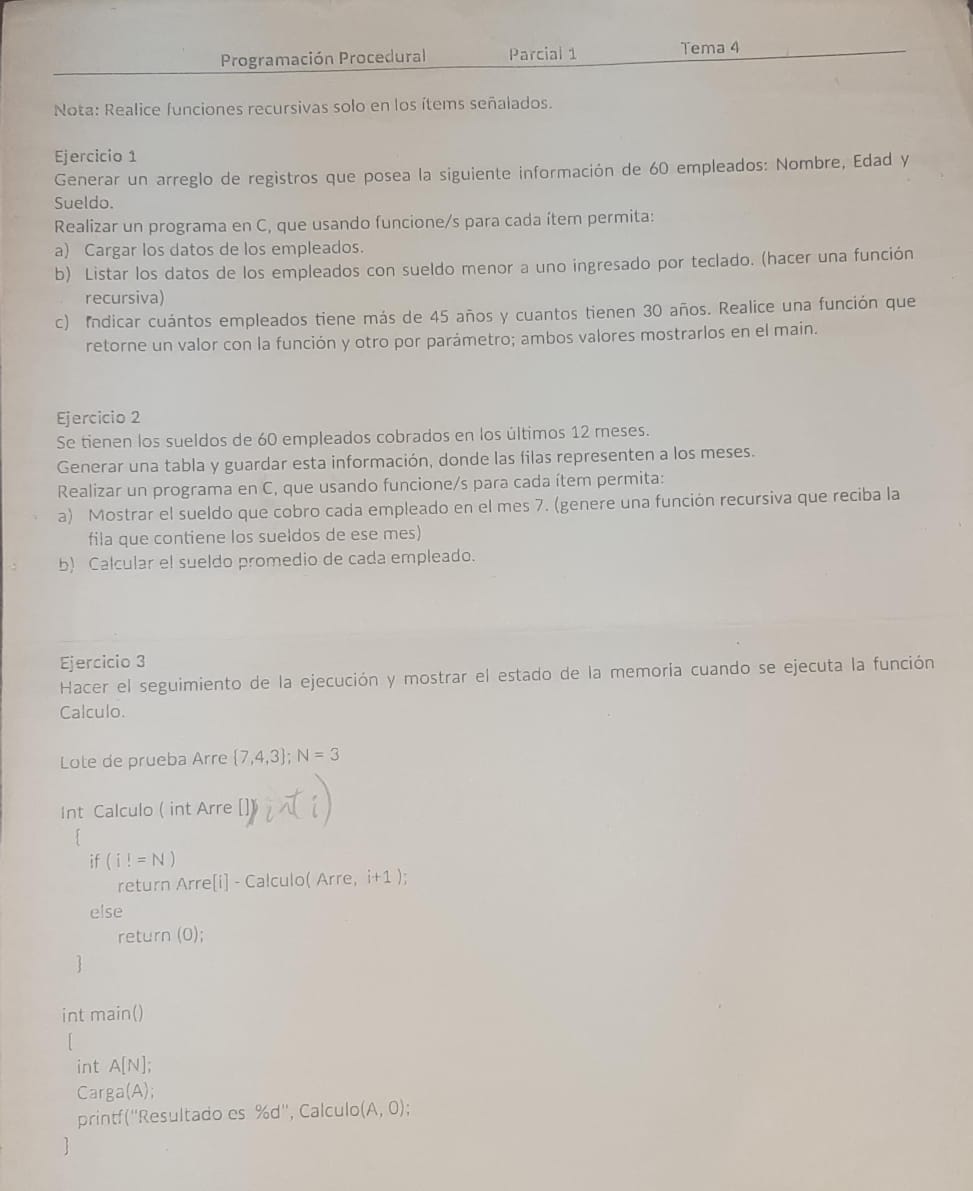 Programación Procedural Parcial 1 Tema 4
Nota: Realice funciones recursivas solo en los ítems señalados.
Ejercicio 1
Generar un arreglo de registros que posea la siguiente información de 60 empleados: Nombre, Edad y
Sueldo.
Realizar un programa en C, que usando funcione/s para cada ítem permita:
a) Cargar los datos de los empleados.
b) Listar los datos de los empleados con sueldo menor a uno ingresado por teclado. (hacer una función
recursiva)
c) Indicar cuántos empleados tiene más de 45 años y cuantos tienen 30 años. Realice una función que
retorne un valor con la función y otro por parámetro; ambos valores mostrarlos en el main.
Ejercicio 2
Se tienen los sueldos de 60 empleados cobrados en los últimos 12 meses.
Generar una tabla y guardar esta información, donde las filas representen a los meses.
Realizar un programa en C, que usando funcione/s para cada ítem permita:
a) Mostrar el sueldo que cobro cada empleado en el mes 7. (genere una función recursiva que reciba la
fila que contiene los sueldos de ese mes)
b) Calcular el sueldo promedio de cada empleado.
Ejercicio 3
Hacer el seguimiento de la ejecución y mostrar el estado de la memoria cuando se ejecuta la función
Calculo.
Lote de prueba Arre {7,4,3}; N = 3
Int Calculo ( int Arre [], int i)
{
if ( i ! = N )
return Arre[i] - Calculo( Arre, i+1 );
else
return (0);
}
int main()
{
int A[N];
Carga(A);
printf("Resultado es %d", Calculo(A, 0);
}